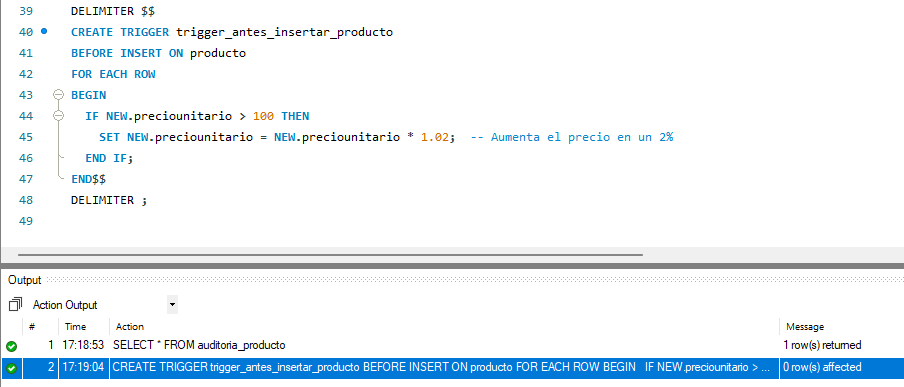 39 DELIMITER $$
40 CREATE TRIGGER trigger_antes_insertar_producto
41 BEFORE INSERT ON producto
42 FOR EACH ROW
43 BEGIN
44 IF NEW.preciounitario > 100 THEN
45 SET NEW.preciounitario = NEW.preciounitario * 1.02; -- Aumenta el precio en un 2%
46 END IF;
47 END$$
48 DELIMITER ;
49
Output
Action Output
# Time Action Message
1 17:18:53 SELECT * FROM auditoria_producto 1 row(s) returned
2 17:19:04 CREATE TRIGGER trigger_antes_insertar_producto BEFORE INSERT ON producto FOR EACH ROW BEGIN IF NEW.preciounitario > ... 0 row(s) affected